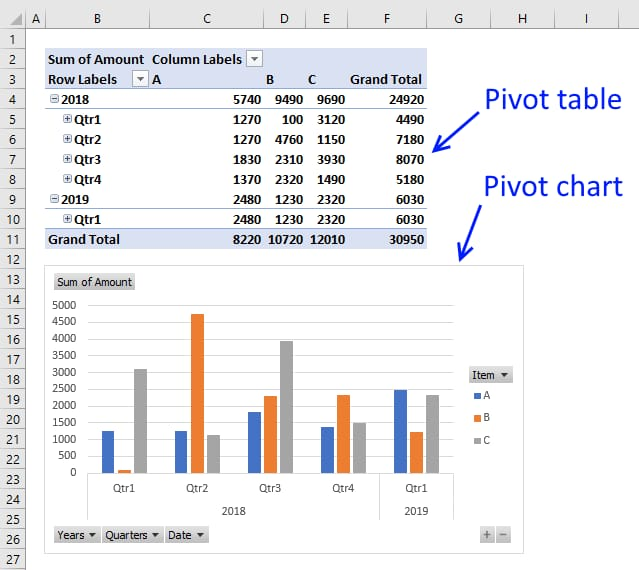 A B C D E F G H I
1
2 Sum of Amount Column Labels
3 Row Labels A B C Grand Total
4 2018 5740 9490 9690 24920
5 Qtr1 1270 100 3120 4490
6 Qtr2 1270 4760 1150 7180
7 Qtr3 1830 2310 3930 8070
8 Qtr4 1370 2320 1490 5180
9 2019 2480 1230 2320 6030
10 Qtr1 2480 1230 2320 6030
11 Grand Total 8220 10720 12010 30950
Pivot table
Pivot chart
12
13 Sum of Amount
14 5000
15 4500
16 4000
17 3500
3000 Item
18 2500 A
19 2000
20 1500 B
21 1000 C
22 500
23 0
24 Qtr1 Qtr2 Qtr3 Qtr4 Qtr1
25 2018 2019
26 Years Quarters Date + −
27